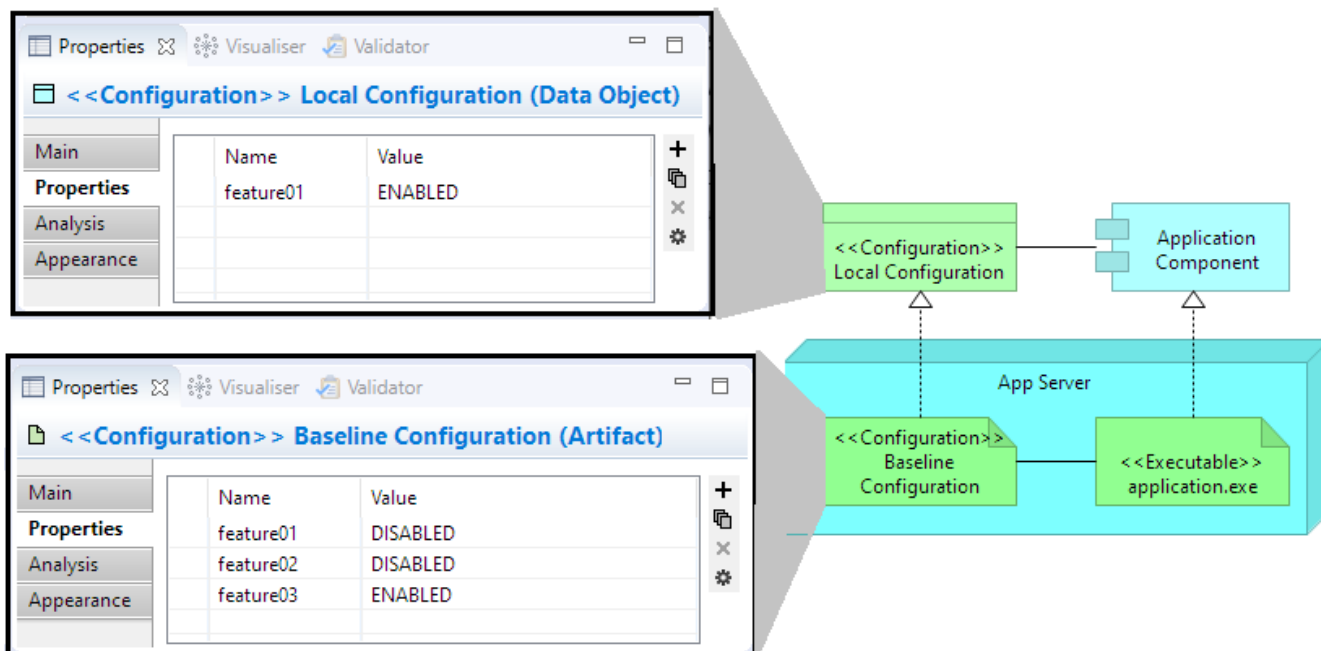 Properties Visualiser Validator
<<Configuration>> Local Configuration (Data Object)
Main
Properties
Analysis
Appearance
Name Value
feature01 ENABLED
<<Configuration>>
Local Configuration
Application
Component
Properties Visualiser Validator
<<Configuration>> Baseline Configuration (Artifact)
Main
Properties
Analysis
Appearance
Name Value
feature01 DISABLED
feature02 DISABLED
feature03 ENABLED
App Server
<<Configuration>>
Baseline
Configuration
<<Executable>>
application.exe